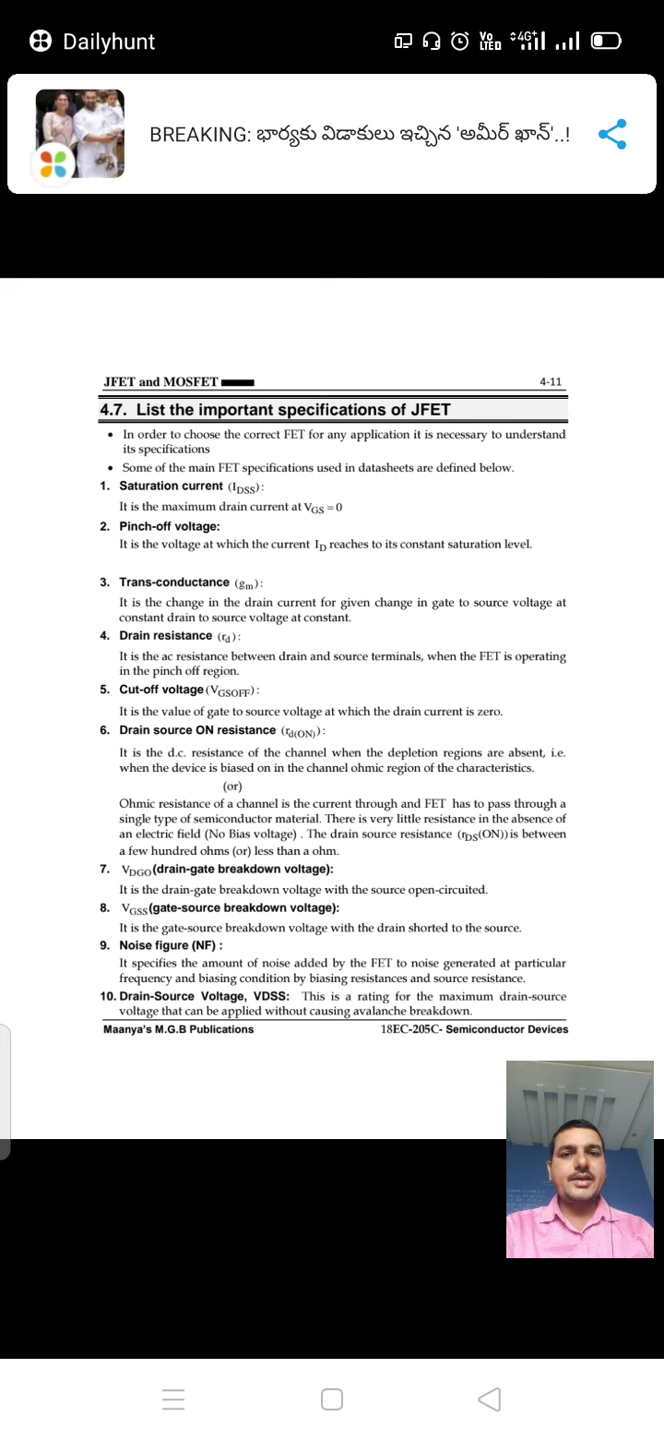 Dailyhunt
Vo LTE 4G+
BREAKING: భార్యకు విడాకులు ఇచ్చిన 'అమీర్ ఖాన్'..!
JFET and MOSFET 4-11
4.7. List the important specifications of JFET
• In order to choose the correct FET for any application it is necessary to understand
its specifications
• Some of the main FET specifications used in datasheets are defined below.
1. Saturation current (IDSS):
It is the maximum drain current at VGS = 0
2. Pinch-off voltage:
It is the voltage at which the current ID reaches to its constant saturation level.
3. Trans-conductance (gm):
It is the change in the drain current for given change in gate to source voltage at
constant drain to source voltage at constant.
4. Drain resistance (rd):
It is the ac resistance between drain and source terminals, when the FET is operating
in the pinch off region.
5. Cut-off voltage (VGSOFF):
It is the value of gate to source voltage at which the drain current is zero.
6. Drain source ON resistance (rd(ON)):
It is the d.c. resistance of the channel when the depletion regions are absent, i.e.
when the device is biased on in the channel ohmic region of the characteristics.
(or)
Ohmic resistance of a channel is the current through and FET has to pass through a
single type of semiconductor material. There is very little resistance in the absence of
an electric field (No Bias voltage) . The drain source resistance (rDS(ON)) is between
a few hundred ohms (or) less than a ohm.
7. VDGO(drain-gate breakdown voltage):
It is the drain-gate breakdown voltage with the source open-circuited.
8. VGSS(gate-source breakdown voltage):
It is the gate-source breakdown voltage with the drain shorted to the source.
9. Noise figure (NF) :
It specifies the amount of noise added by the FET to noise generated at particular
frequency and biasing condition by biasing resistances and source resistance.
10. Drain-Source Voltage, VDSS: This is a rating for the maximum drain-source
voltage that can be applied without causing avalanche breakdown.
Maanya's M.G.B Publications 18EC-205C- Semiconductor Devices